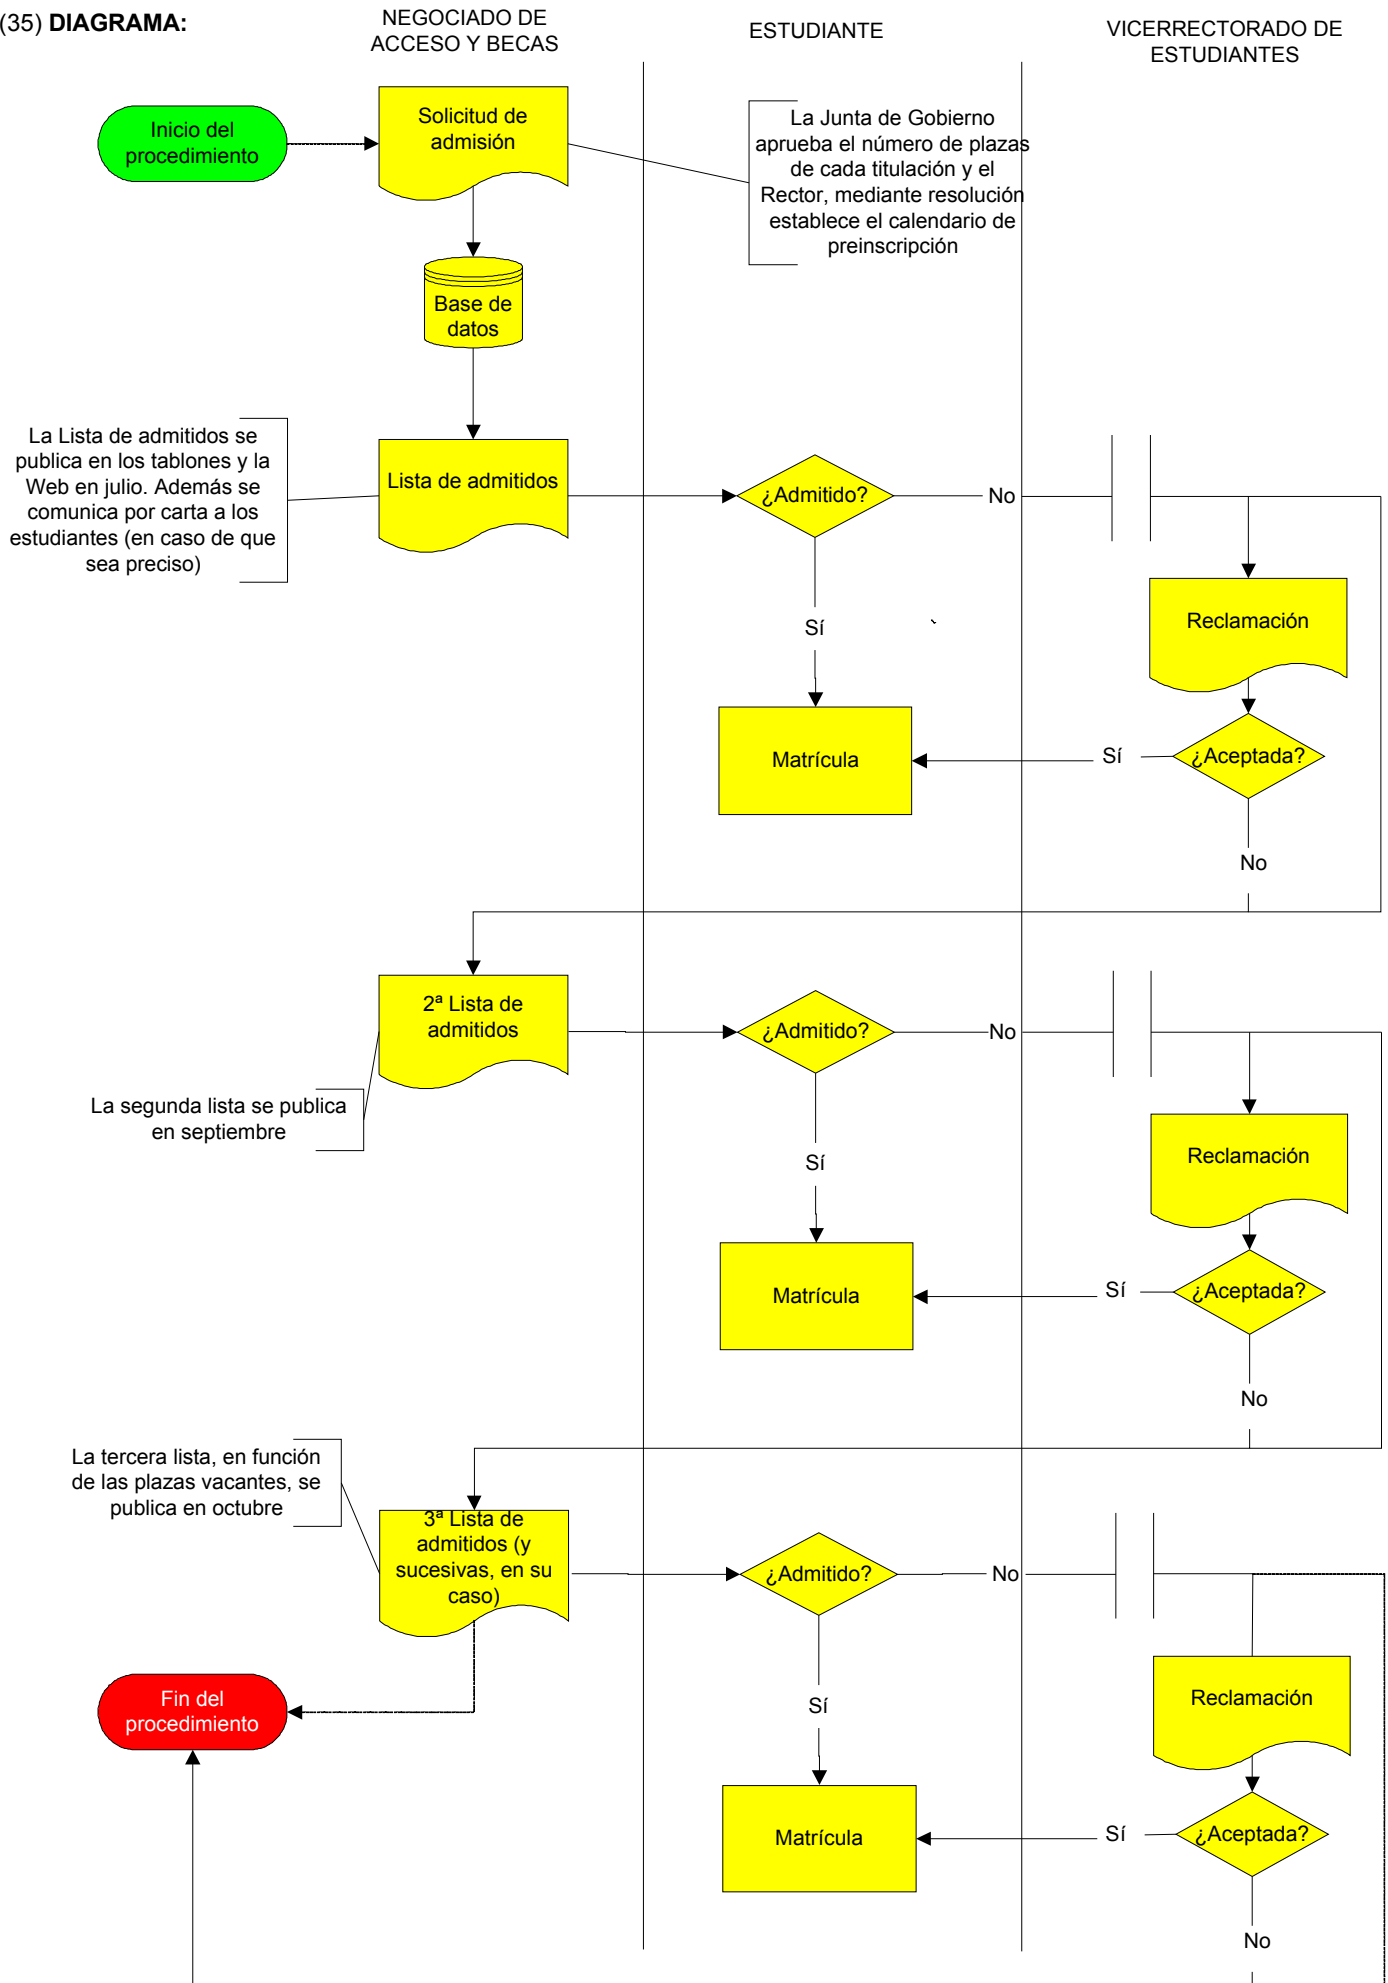 (35) DIAGRAMA:
NEGOCIADO DE
ACCESO Y BECAS
ESTUDIANTE
VICERRECTORADO DE
ESTUDIANTES
Inicio del
procedimiento
Solicitud de
admisión
La Junta de Gobierno
aprueba el número de plazas
de cada titulación y el
Rector, mediante resolución
establece el calendario de
preinscripción
Base de
datos
La Lista de admitidos se
publica en los tablones y la
Web en julio. Además se
comunica por carta a los
estudiantes (en caso de que
sea preciso)
Lista de admitidos
¿Admitido?
No
Sí
Reclamación
Matrícula
Sí
¿Aceptada?
No
2ª Lista de
admitidos
¿Admitido?
No
La segunda lista se publica
en septiembre
Sí
Reclamación
Matrícula
Sí
¿Aceptada?
No
La tercera lista, en función
de las plazas vacantes, se
publica en octubre
3ª Lista de
admitidos (y
sucesivas, en su
caso)
¿Admitido?
No
Fin del
procedimiento
Sí
Reclamación
Matrícula
Sí
¿Aceptada?
No